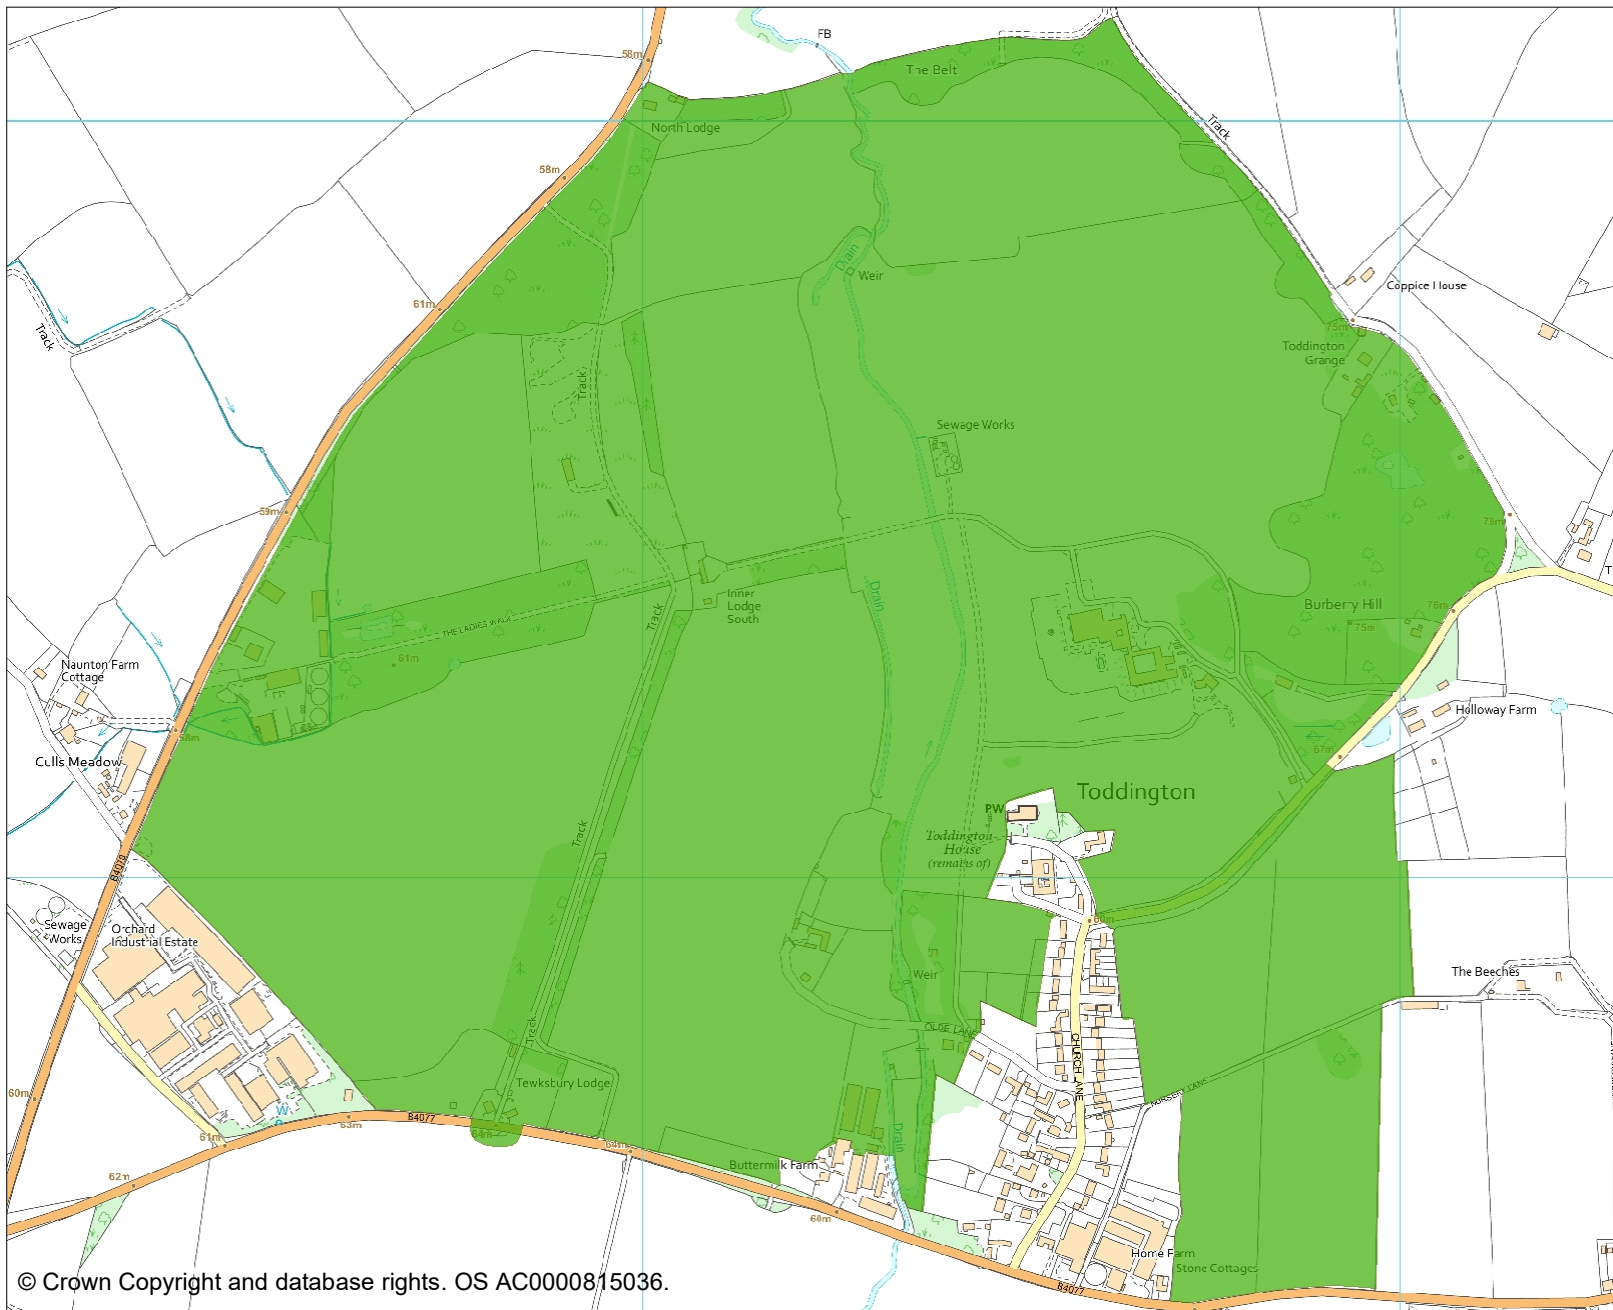 FB
58m
The Belt
North Lodge
Track
58m
Drain
Weir
Coppice House
61m
Track
75m
Toddington
Grange
Track
Sewage Works
59m
79m
Inner
Lodge
South
Drain
Burberry Hill
76m
75m
THE LADIES WALK
Track
61m
Naunton Farm
Cottage
Holloway Farm
58m
67m
Culls Meadow
Toddington
PW
Toddington
House
(remains of)
Track
B4079
60m
Sewage
Works
Orchard
Industrial Estate
Weir
The Beeches
OLDE LANE
Track
CHURCH LANE
Tewksbury Lodge
NURSERY LANE
60m
W
63m
B4077
64m
61m
64m
Drain
Buttermilk Farm
62m
60m
Home Farm
Stone Cottages
B4077
© Crown Copyright and database rights. OS AC0000815036.